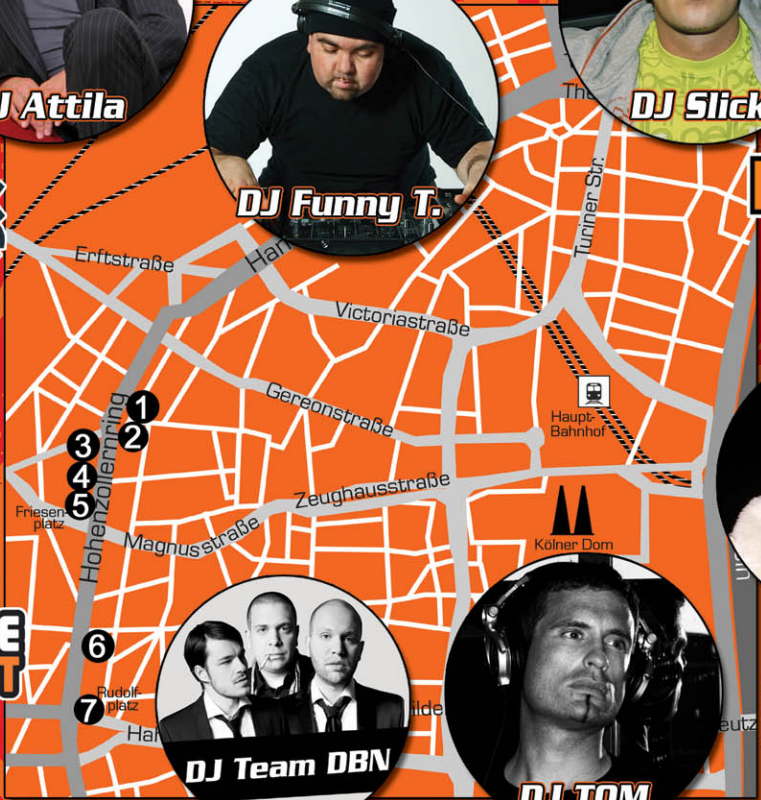 J Attila
DJ Funny T.
DJ Slick
Turiner Str.
Erftstraße
Victoriastraße
Gereonstraße
Haupt-
Bahnhof
1
2
3
4
5
Hohenzollernring
Friesen-
platz
Zeughausstraße
Magnusstraße
Kölner Dom
6
7
Rudolf-
platz
DJ Team DBN
DJ TOM